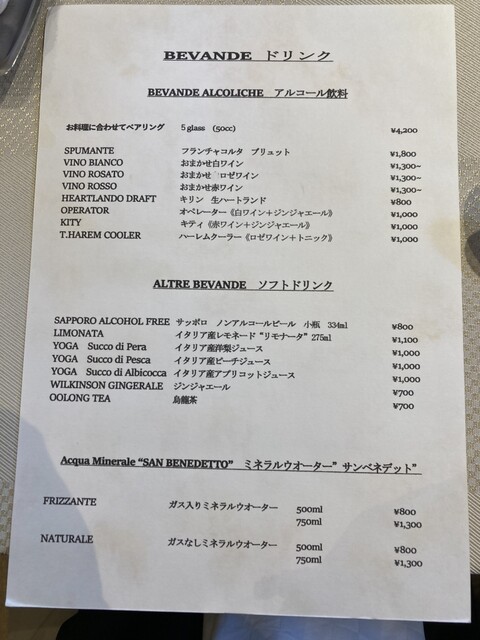 BEVANDE ドリンク
BEVANDE ALCOLICHE アルコール飲料
お料理に合わせてペアリング 5glass (50cc) ¥4,200
SPUMANTE フランチャコルタ ブリュット ¥1,800
VINO BIANCO おまかせ白ワイン ¥1,300~
VINO ROSATO おまかせ ロゼワイン ¥1,300~
VINO ROSSO おまかせ赤ワイン ¥1,300~
HEARTLANDO DRAFT キリン 生ハートランド ¥800
OPERATOR オペレーター《白ワイン＋ジンジャエール》 ¥1,000
KITY キティ《赤ワイン＋ジンジャエール》 ¥1,000
T.HAREM COOLER ハーレムクーラー《ロゼワイン＋トニック》 ¥1,000
ALTRE BEVANDE ソフトドリンク
SAPPORO ALCOHOL FREE サッポロ ノンアルコールビール 小瓶 334ml ¥800
LIMONATA イタリア産レモネード"リモナータ"275ml ¥1,100
YOGA Succo di Pera イタリア産洋梨ジュース ¥1,000
YOGA Succo di Pesca イタリア産ピーチジュース ¥1,000
YOGA Succo di Albicocca イタリア産アプリコットジュース ¥1,000
WILKINSON GINGERALE ジンジャエール ¥700
OOLONG TEA 烏龍茶 ¥700
Acqua Minerale “SAN BENEDETTO” ミネラルウオーター” サンベネデット”
FRIZZANTE ガス入りミネラルウオーター 500ml ¥800
750ml ¥1,300
NATURALE ガスなしミネラルウオーター 500ml ¥800
750ml ¥1,300